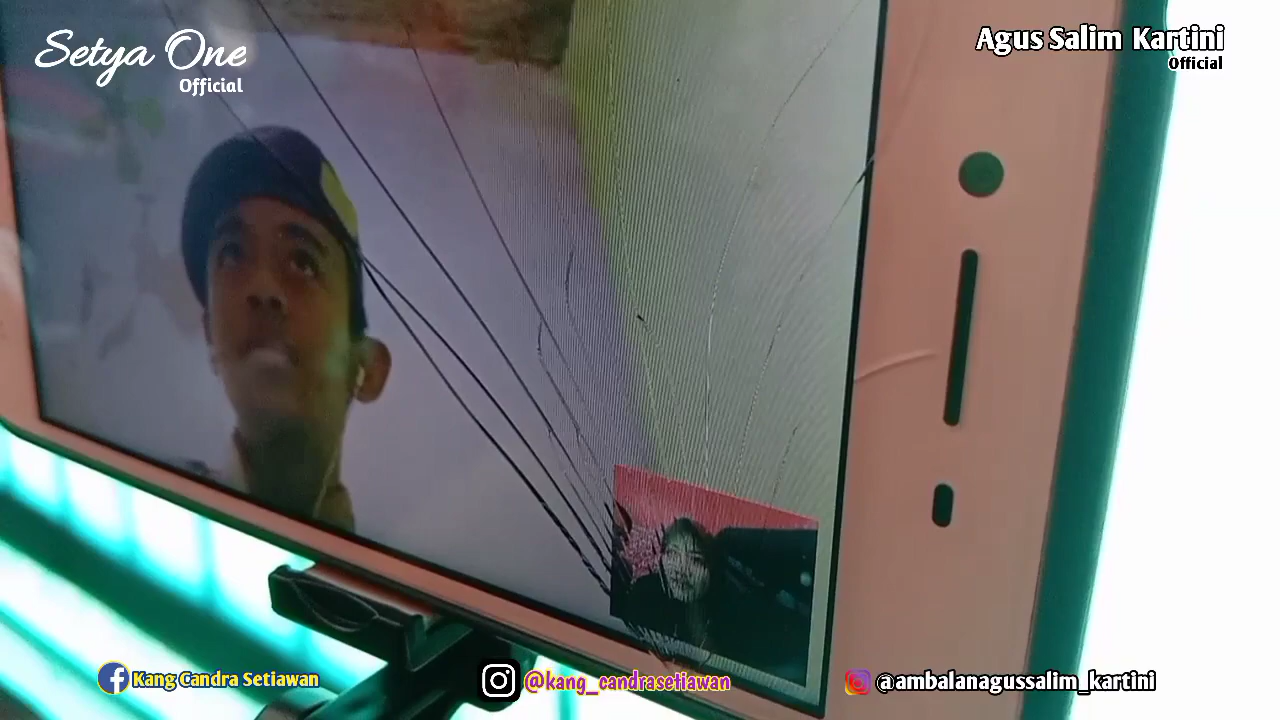 Setya One
Official
Agus Salim Kartini
Official
Kang Candra Setiawan
@kang_candrasetiawan
@ambalanagussalim_kartini